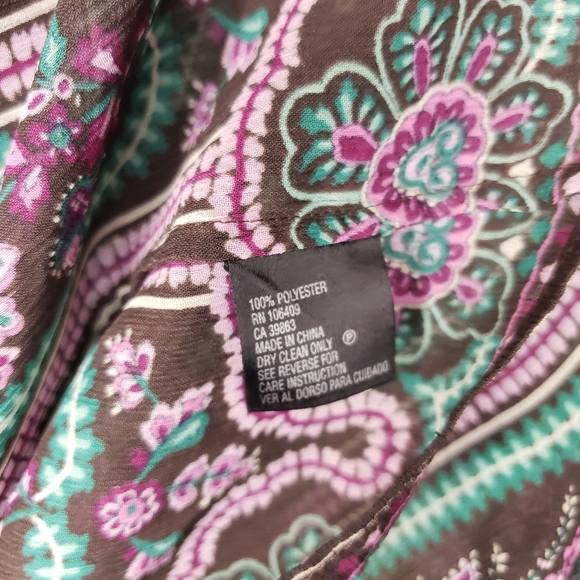 100% POLYESTER
RN 106409
CA 39863
MADE IN CHINA
DRY CLEAN ONLY Ⓟ
SEE REVERSE FOR
CARE INSTRUCTION
VER AL DORSO PARA CUIDADO